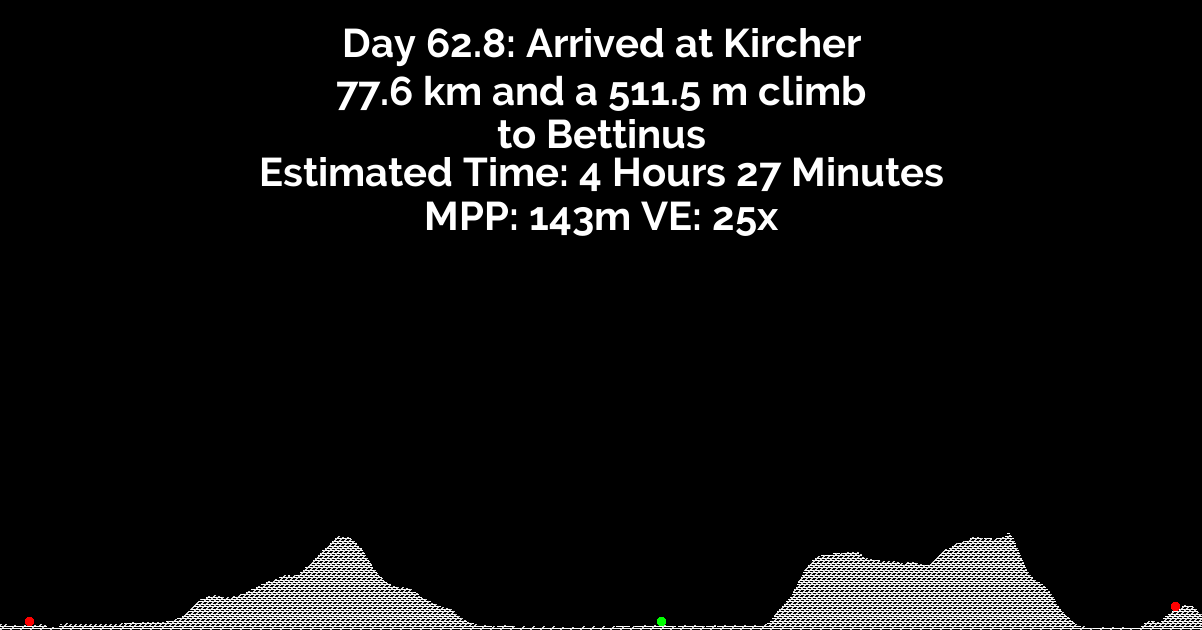 Day 62.8: Arrived at Kircher
77.6 km and a 511.5 m climb
to Bettinus
Estimated Time: 4 Hours 27 Minutes
MPP: 143m VE: 25x